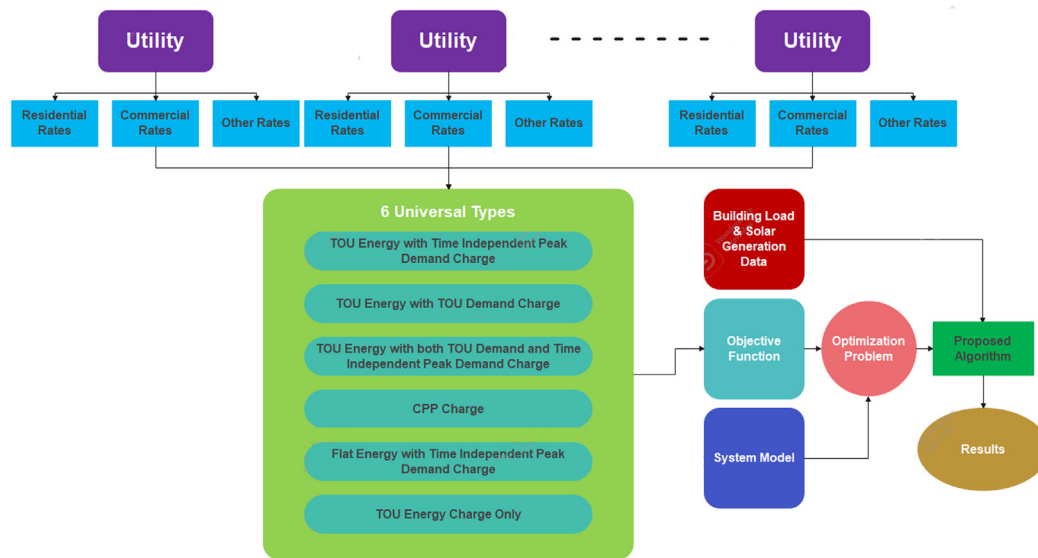 Utility
Utility
Utility
Residential
Rates
Commercial
Rates
Other Rates
Residential
Rates
Commercial
Rates
Other Rates
Residential
Rates
Commercial
Rates
Other Rates
6 Universal Types
TOU Energy with Time Independent Peak
Demand Charge
TOU Energy with TOU Demand Charge
TOU Energy with both TOU Demand and Time
Independent Peak Demand Charge
CPP Charge
Flat Energy with Time Independent Peak
Demand Charge
TOU Energy Charge Only
Building Load
& Solar
Generation
Data
Objective
Function
System Model
Optimization
Problem
Proposed
Algorithm
Results